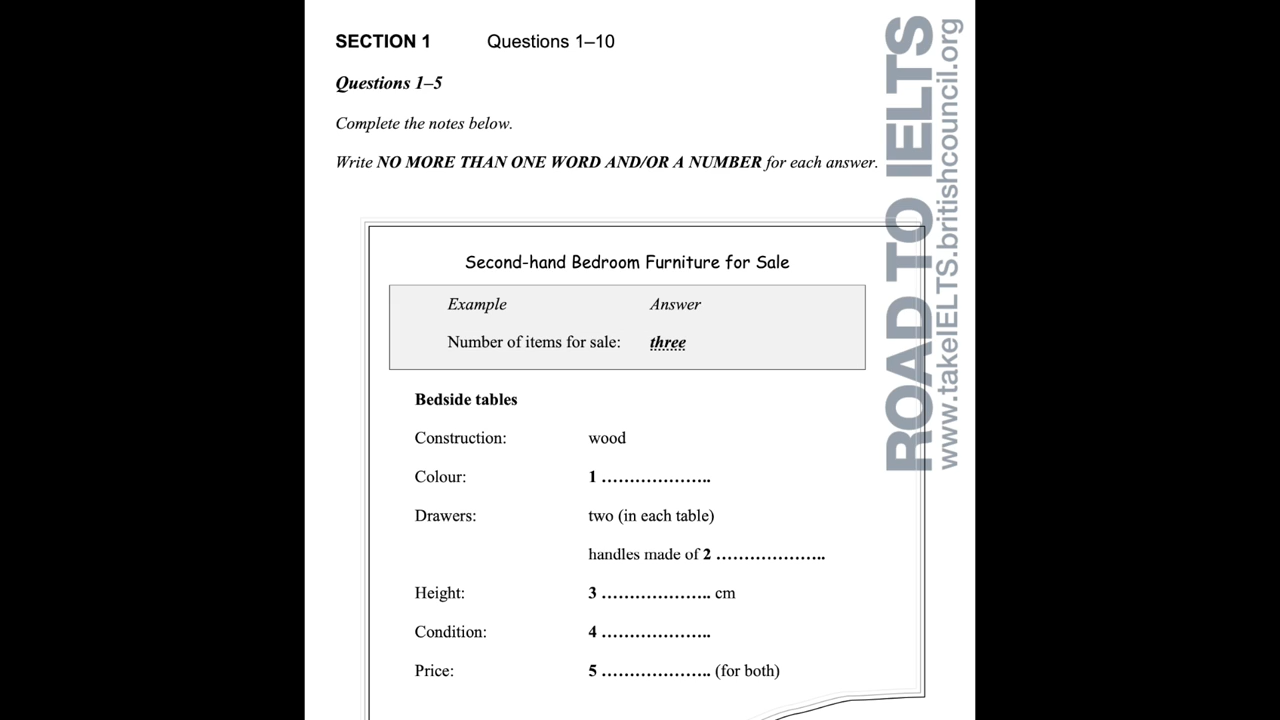 SECTION 1 Questions 1–10
Questions 1–5
Complete the notes below.
Write NO MORE THAN ONE WORD AND/OR A NUMBER for each answer.
Second-hand Bedroom Furniture for Sale
Example Answer
Number of items for sale: three
Bedside tables
Construction: wood
Colour: 1 ………………..
Drawers: two (in each table)
handles made of 2 ………………..
Height: 3 ……………….. cm
Condition: 4 ………………..
Price: 5 ……………….. (for both)
ROAD TO IELTS
www.takeIELTS.britishcouncil.org